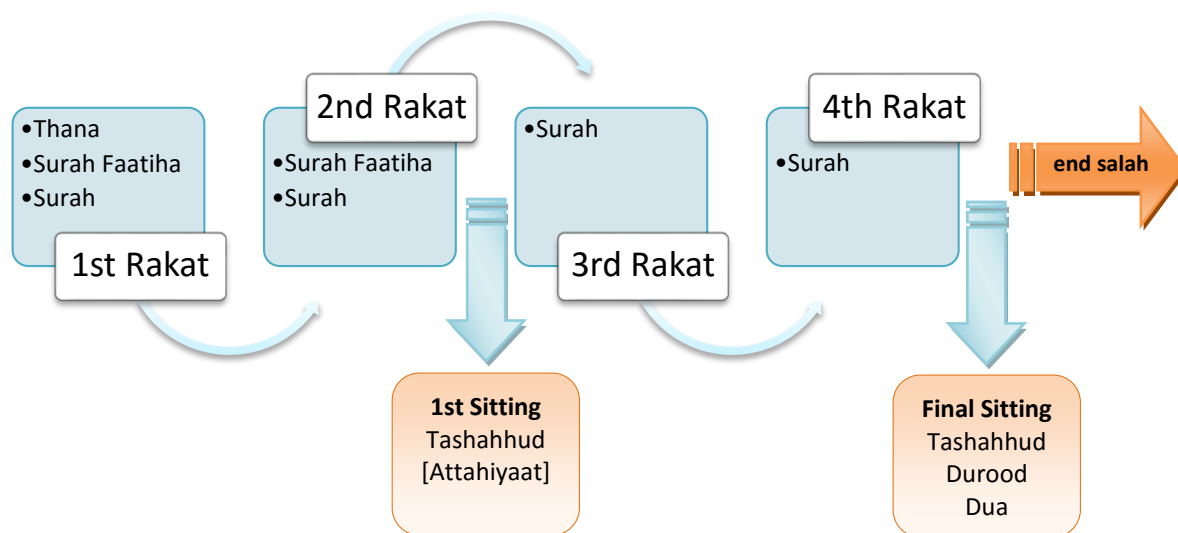 1st Rakat
•Thana
•Surah Faatiha
•Surah
2nd Rakat
•Surah Faatiha
•Surah
1st Sitting
Tashahhud
[Attahiyaat]
•Surah
3rd Rakat
4th Rakat
•Surah
Final Sitting
Tashahhud
Durood
Dua
end salah